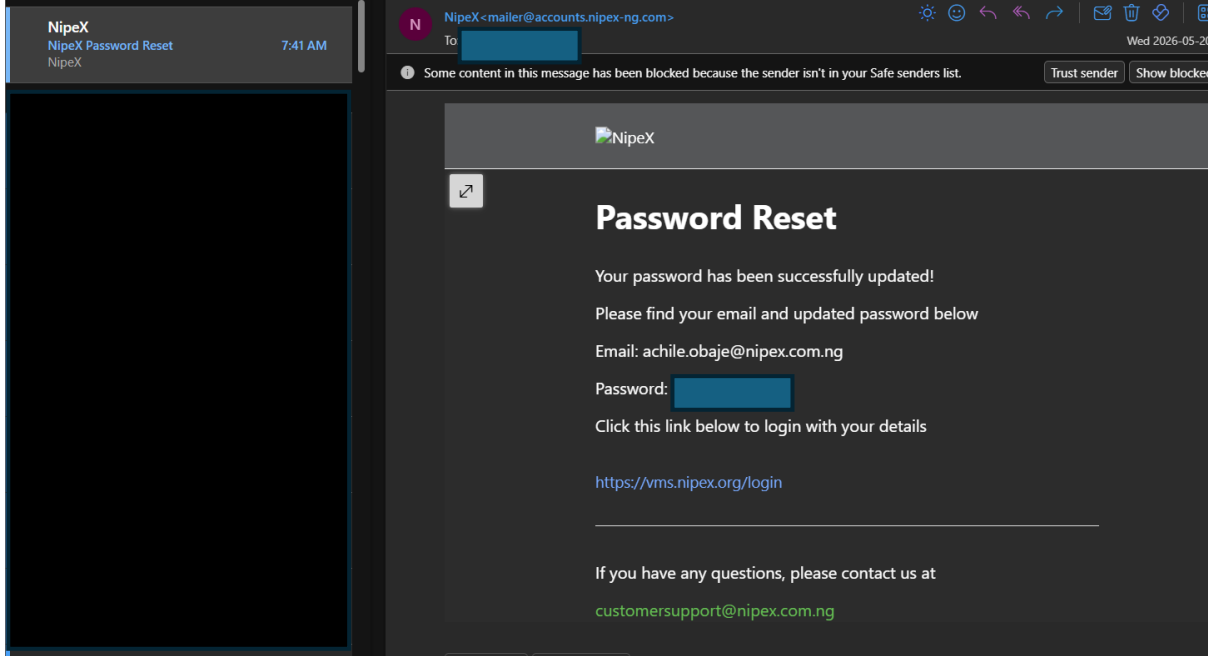 NipeX
NipeX Password Reset 7:41 AM
NipeX
N
NipeX<mailer@accounts.nipex-ng.com>
To
Wed 2026-05-20
Some content in this message has been blocked because the sender isn't in your Safe senders list.
Trust sender
Show blocked
NipeX
Password Reset
Your password has been successfully updated!
Please find your email and updated password below
Email: achile.obaje@nipex.com.ng
Password:
Click this link below to login with your details
https://vms.nipex.org/login
If you have any questions, please contact us at
customersupport@nipex.com.ng